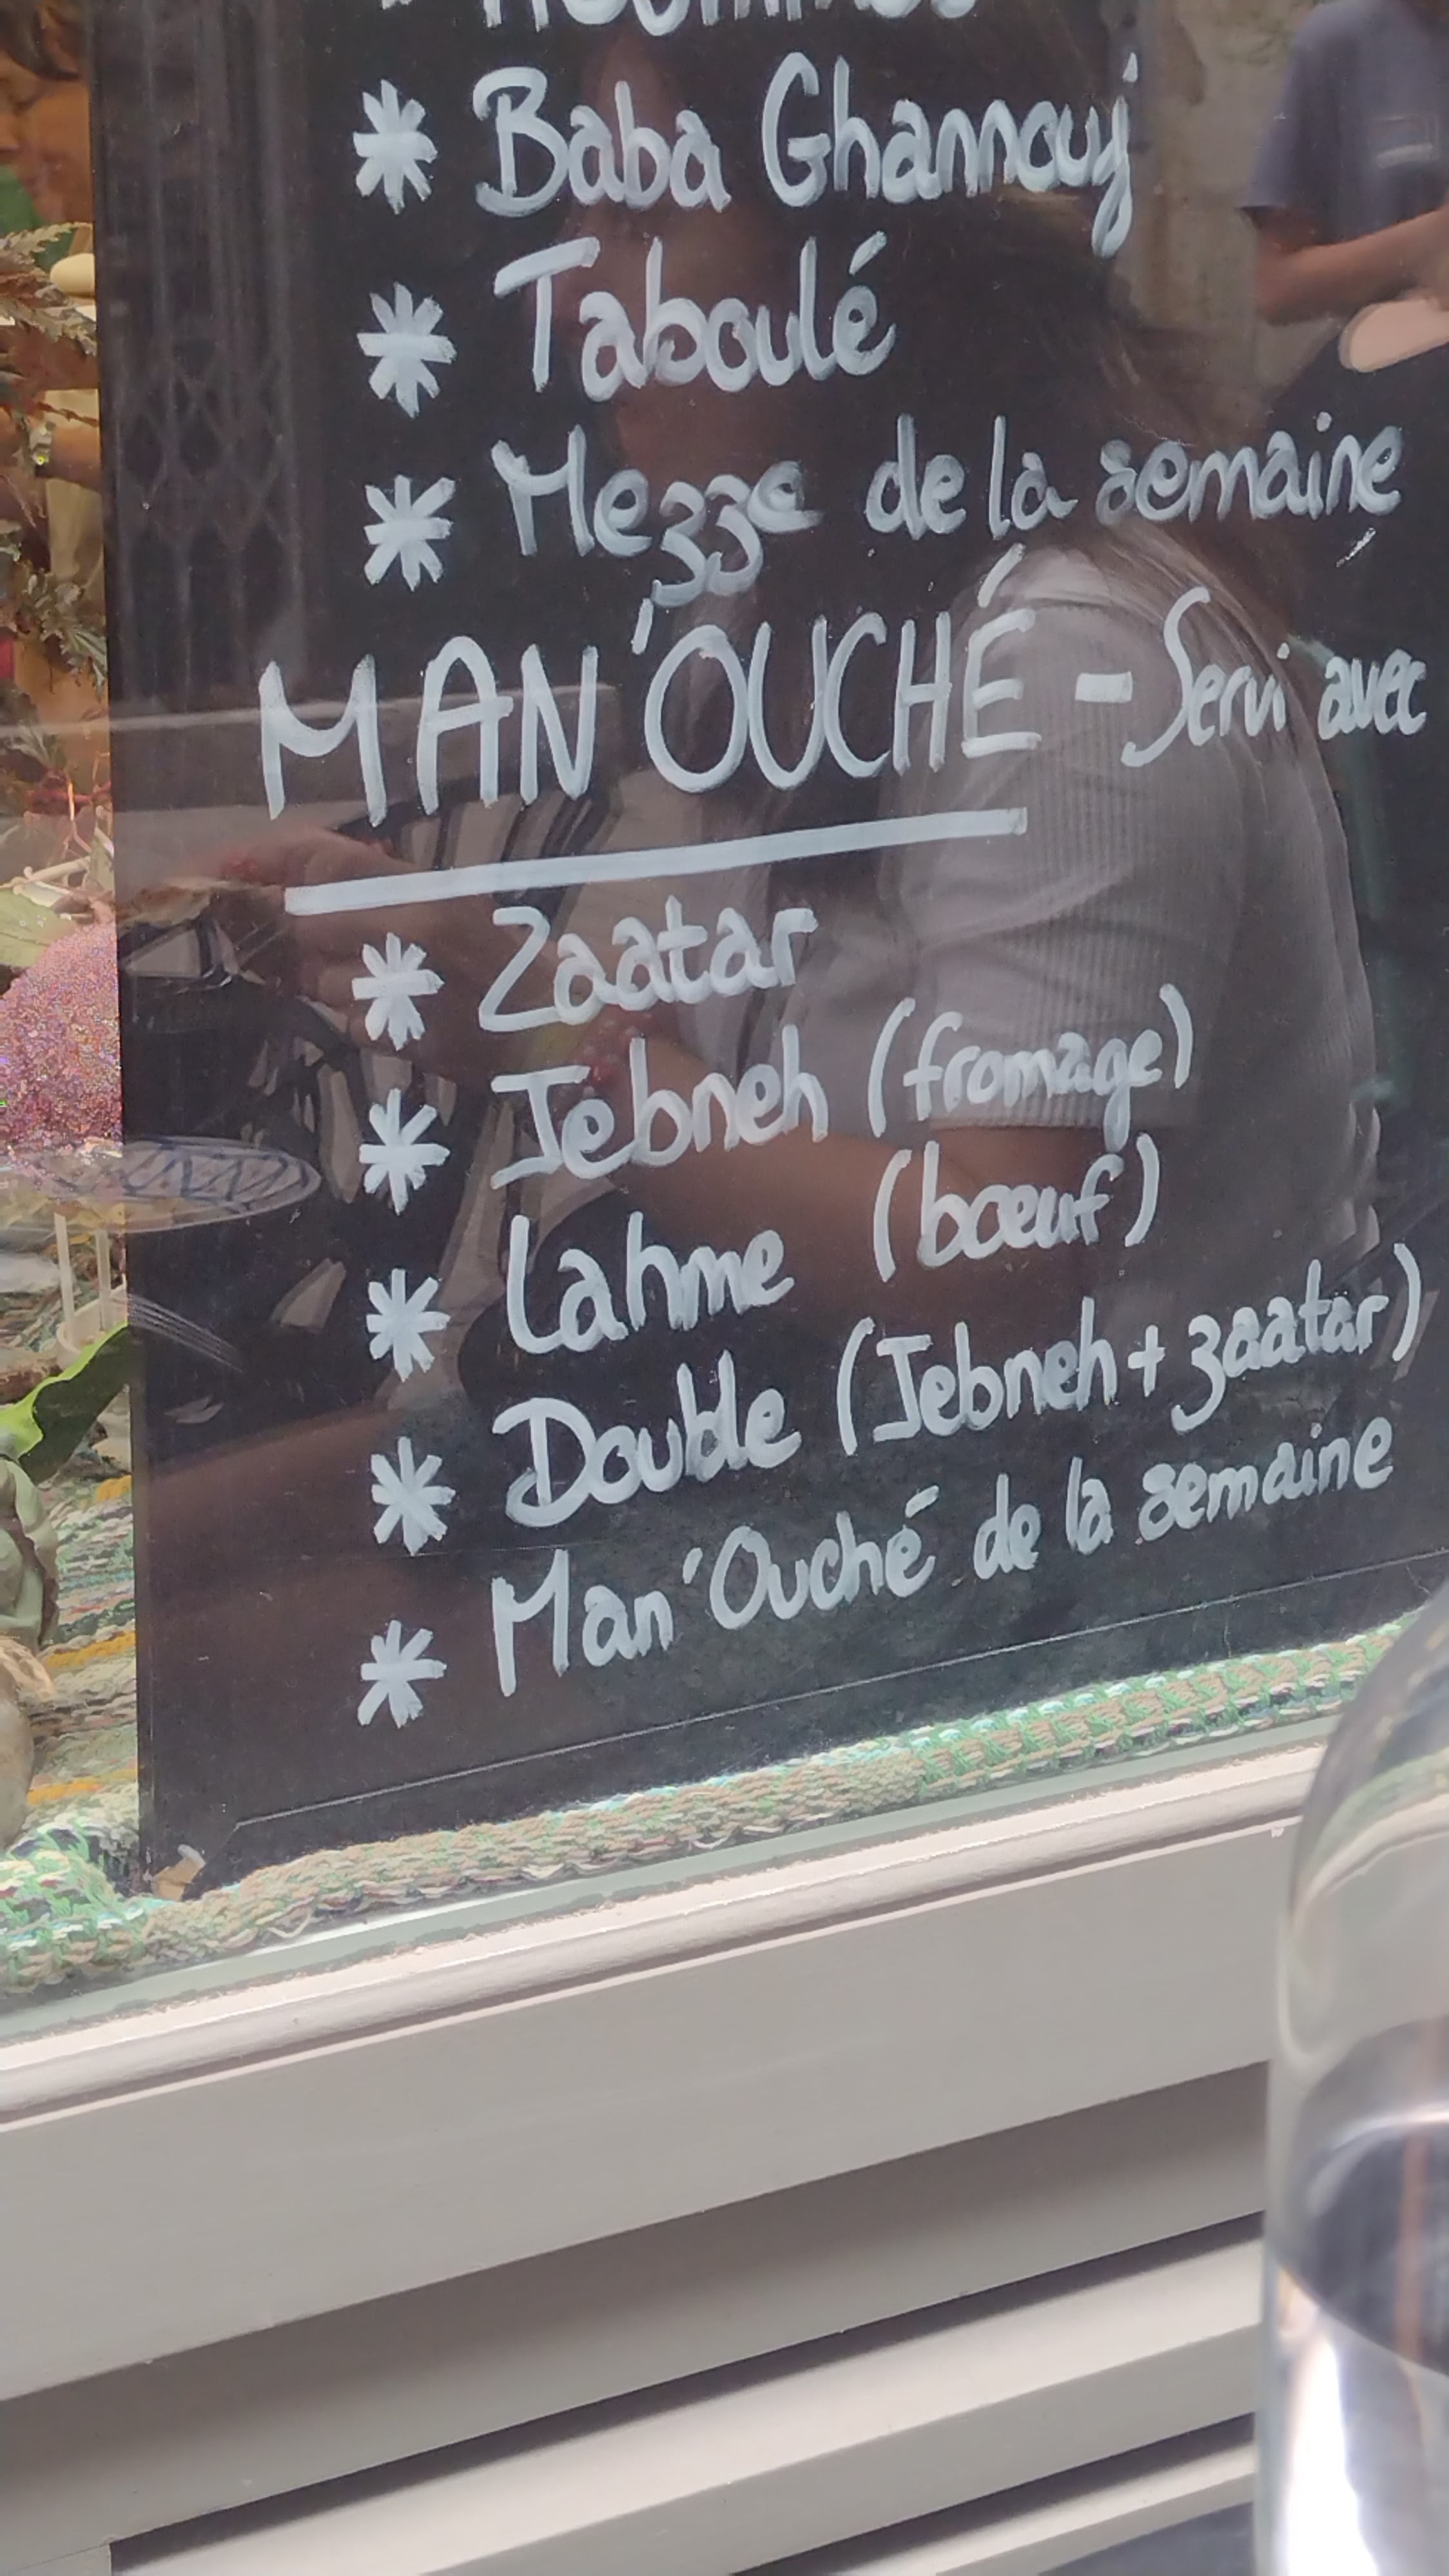 * Baba Ghannouj
* Taboulé
* Mezze de la semaine
MAN'OUCHÉ - Servi avec
* Zaatar
* Jebneh (fromage)
* Lahme (bœuf)
* Double (Jebneh + zaatar)
* Man'Ouché de la semaine